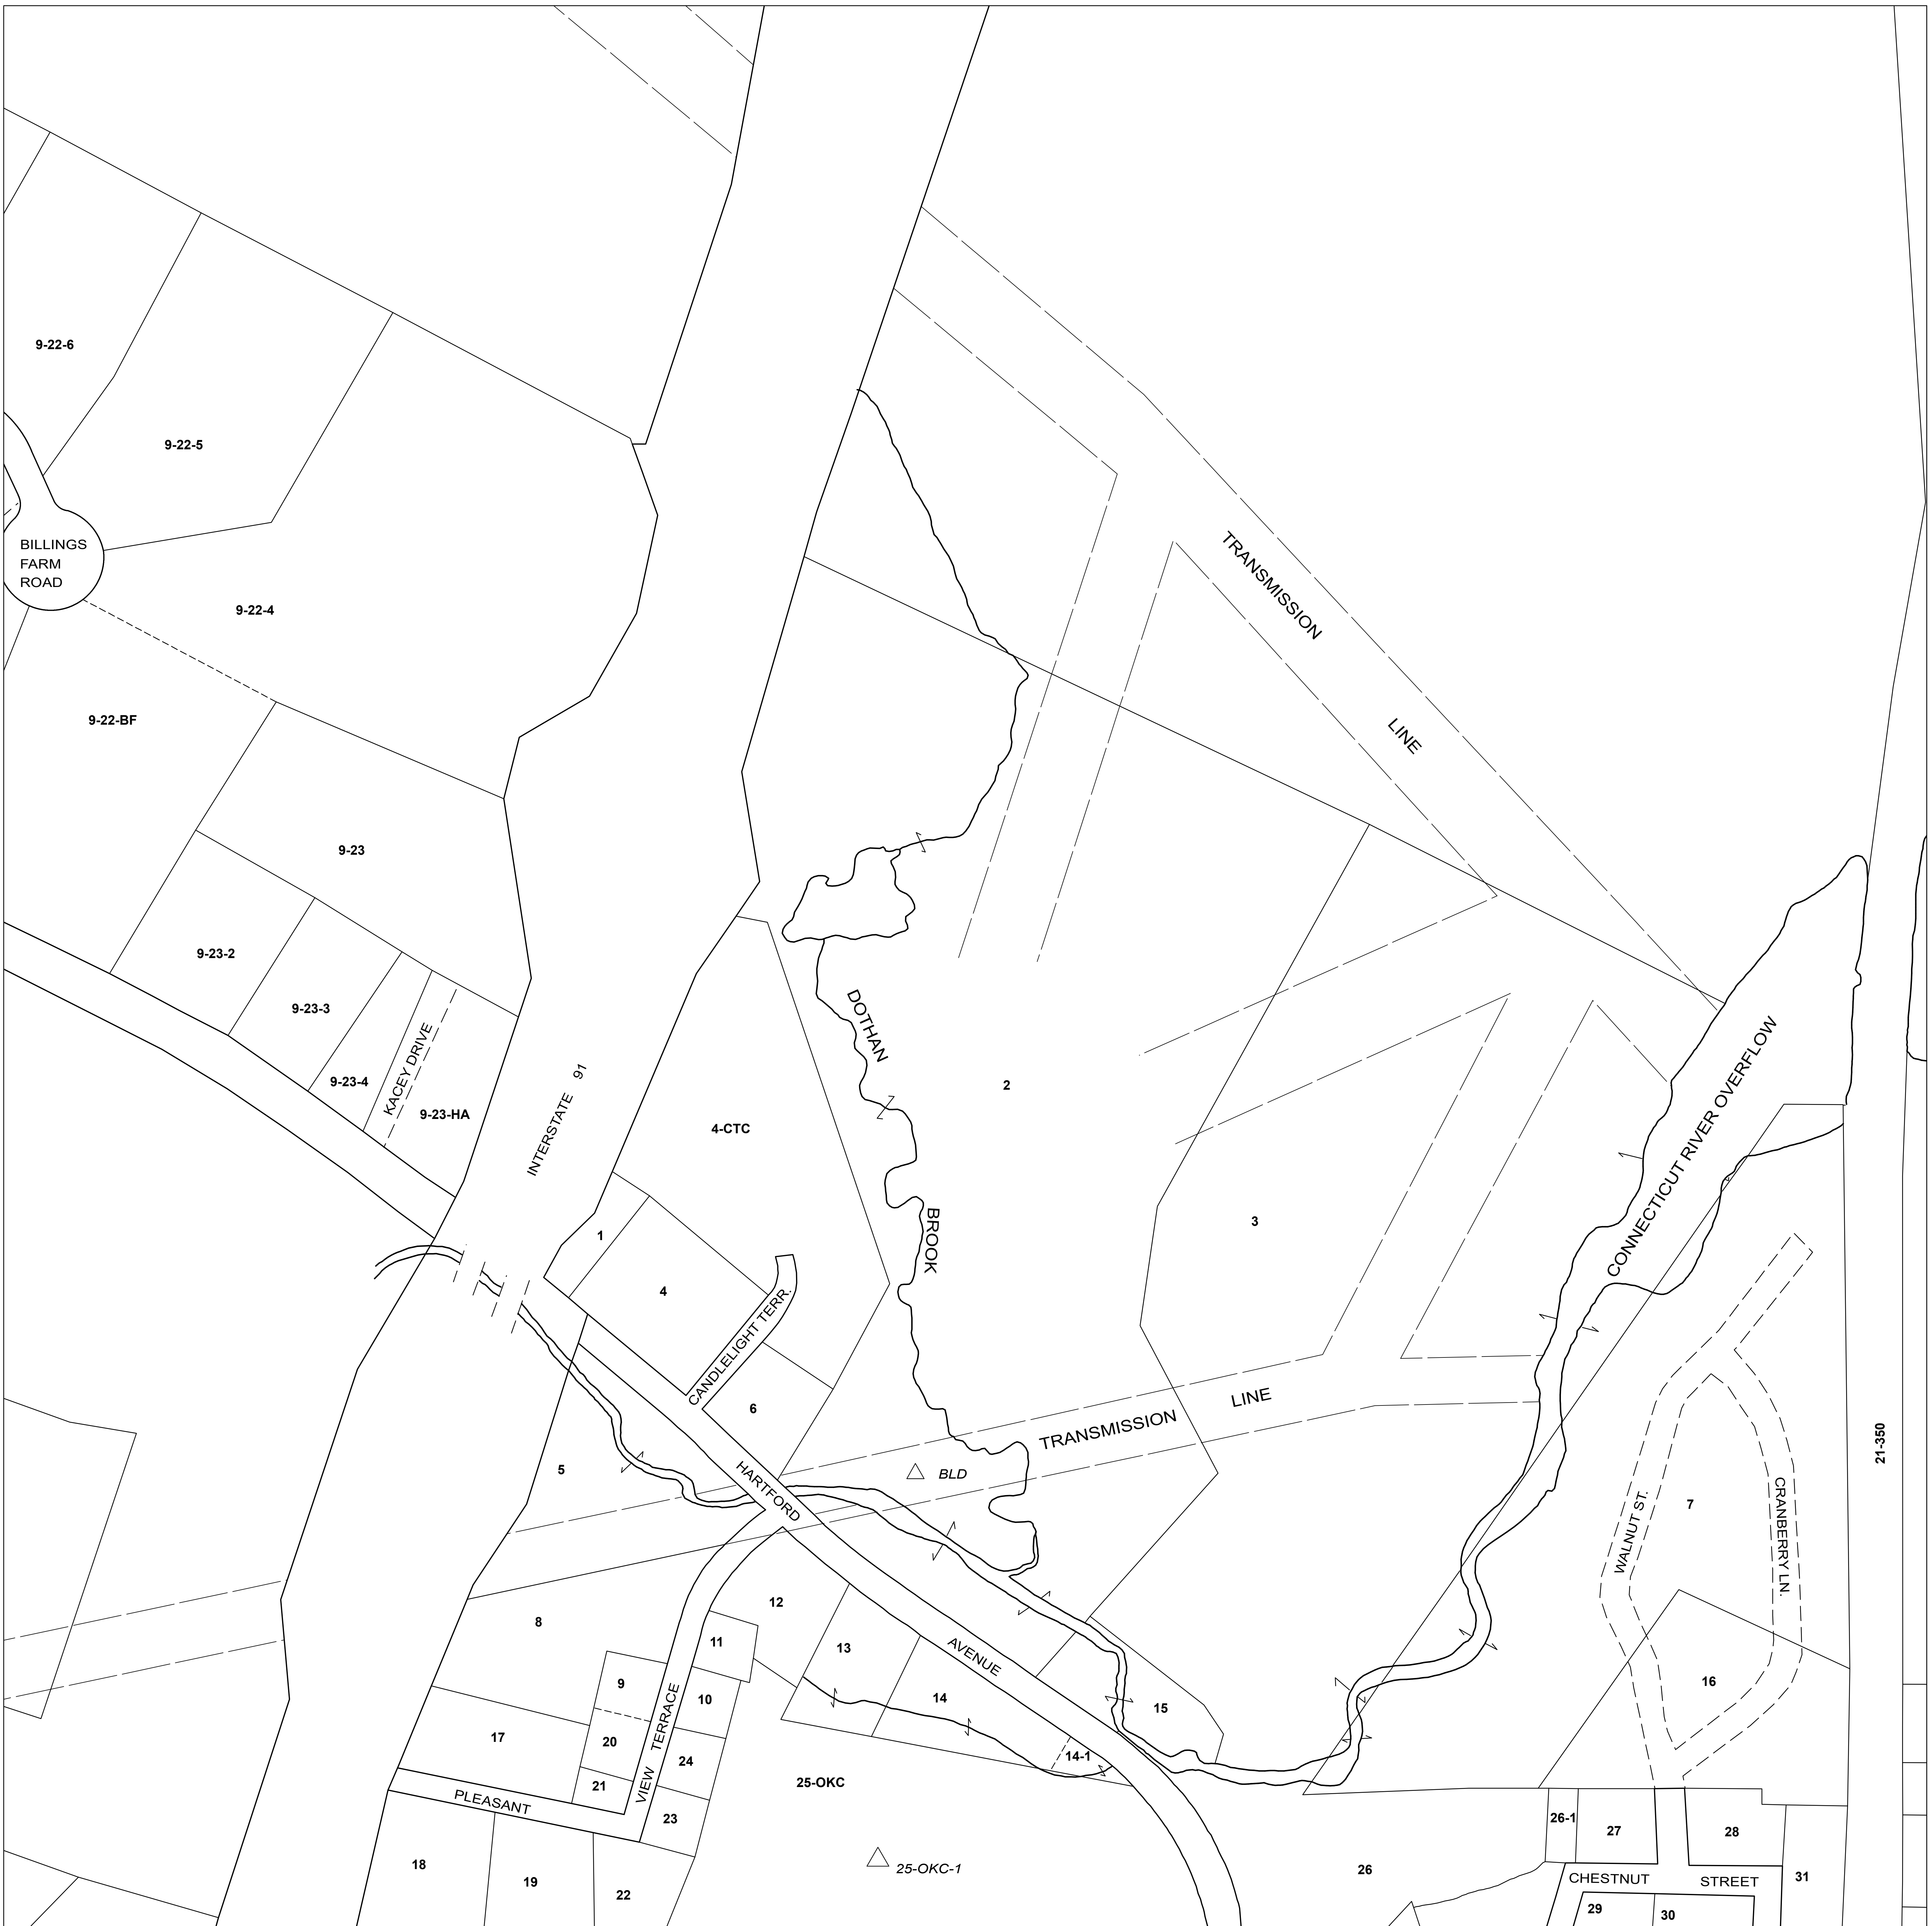 9-22-6
9-22-5
BILLINGS
FARM
ROAD
9-22-4
9-22-BF
9-23
9-23-2
9-23-3
9-23-4
KACEY DRIVE
9-23-HA
INTERSTATE 91
TRANSMISSION
LINE
DOTHAN
BROOK
2
4-CTC
3
CONNECTICUT RIVER OVERFLOW
1
4
CANDLELIGHT TERR.
6
5
TRANSMISSION
LINE
BLD
HARTFORD
AVENUE
21-350
7
WALNUT ST.
CRANBERRY LN.
8
12
11
13
9
10
14
15
16
17
20
24
VIEW TERRACE
21
23
14-1
25-OKC
PLEASANT
25-OKC-1
18
19
22
26
26-1
27
28
31
CHESTNUT
STREET
29
30